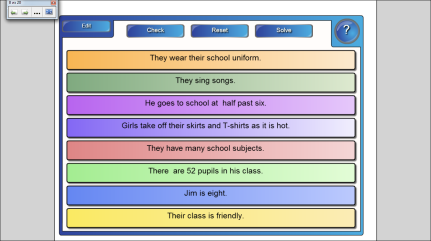 Edit
Check
Reset
Solve
?
They wear their school uniform.
They sing songs.
He goes to school at half past six.
Girls take off their skirts and T-shirts as it is hot.
They have many school subjects.
There are 52 pupils in his class.
Jim is eight.
Their class is friendly.